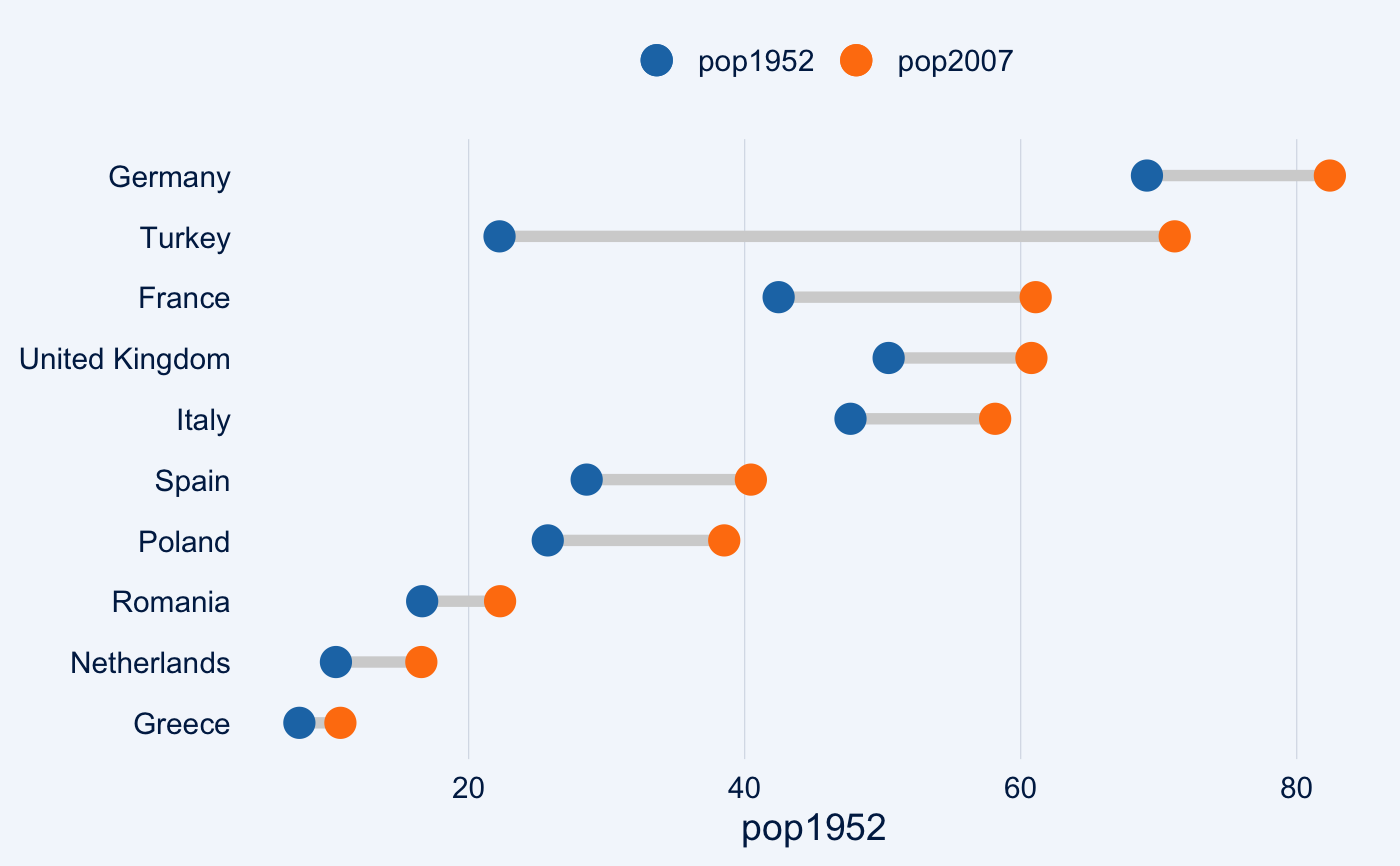 pop1952 pop2007
Germany
Turkey
France
United Kingdom
Italy
Spain
Poland
Romania
Netherlands
Greece
20 40 60 80
pop1952